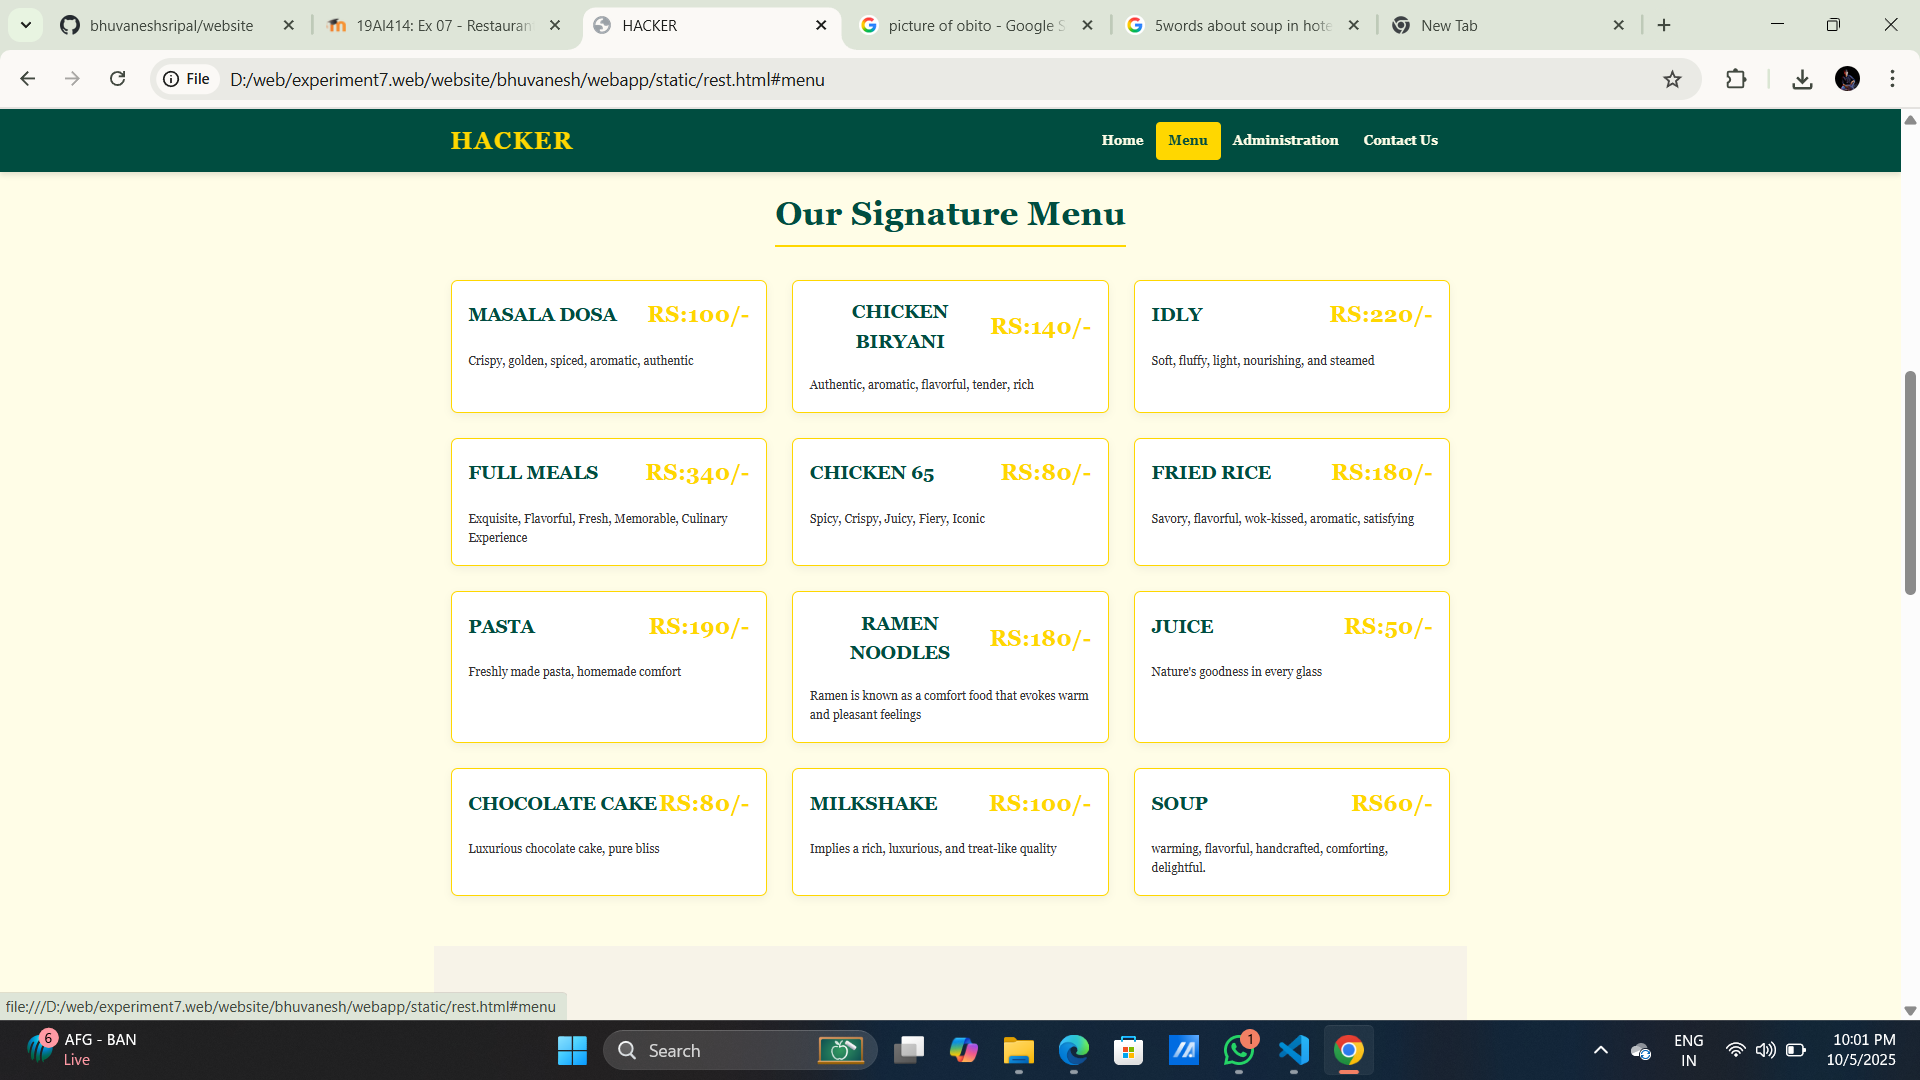 bhuvaneshsripal/website
19AI414: Ex 07 - Restauran
HACKER
picture of obito - Google S
5words about soup in hote
New Tab
File
D:/web/experiment7.web/website/bhuvanesh/webapp/static/rest.html#menu
HACKER
Home
Menu
Administration
Contact Us
Our Signature Menu
MASALA DOSA
RS:100/-
Crispy, golden, spiced, aromatic, authentic
CHICKEN
BIRYANI
RS:140/-
Authentic, aromatic, flavorful, tender, rich
IDLY
RS:220/-
Soft, fluffy, light, nourishing, and steamed
FULL MEALS
RS:340/-
Exquisite, Flavorful, Fresh, Memorable, Culinary
Experience
CHICKEN 65
RS:80/-
Spicy, Crispy, Juicy, Fiery, Iconic
FRIED RICE
RS:180/-
Savory, flavorful, wok-kissed, aromatic, satisfying
PASTA
RS:190/-
Freshly made pasta, homemade comfort
RAMEN
NOODLES
RS:180/-
Ramen is known as a comfort food that evokes warm
and pleasant feelings
JUICE
RS:50/-
Nature's goodness in every glass
CHOCOLATE CAKE
RS:80/-
Luxurious chocolate cake, pure bliss
MILKSHAKE
RS:100/-
Implies a rich, luxurious, and treat-like quality
SOUP
RS60/-
warming, flavorful, handcrafted, comforting,
delightful.
file:///D:/web/experiment7.web/website/bhuvanesh/webapp/static/rest.html#menu
6
AFG - BAN
Live
Search
1
ENG
IN
10:01 PM
10/5/2025